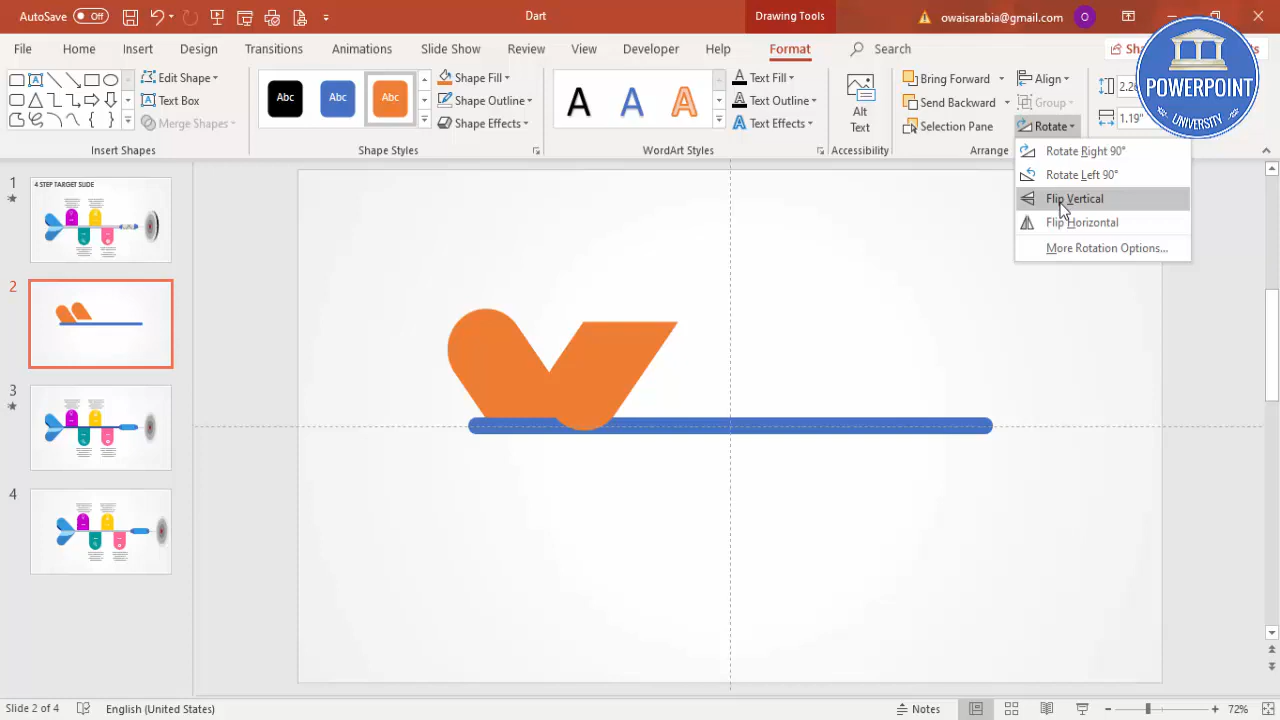 AutoSave Off
Dart
Drawing Tools
owaisarabia@gmail.com
O
File
Home
Insert
Design
Transitions
Animations
Slide Show
Review
View
Developer
Help
Format
Search
Edit Shape
Text Box
Merge Shapes
Insert Shapes
Abc
Abc
Abc
Shape Fill
Shape Outline
Shape Effects
Shape Styles
A
A
A
Text Fill
Text Outline
Text Effects
WordArt Styles
Alt
Text
Accessibility
Bring Forward
Send Backward
Selection Pane
Align
Group
Rotate
Arrange
1.19"
POWERPOINT
UNIVERSITY
Rotate Right 90°
Rotate Left 90°
Flip Vertical
Flip Horizontal
More Rotation Options...
1
4 STEP TARGET SLIDE
2
3
4
Slide 2 of 4
English (United States)
Notes
72%